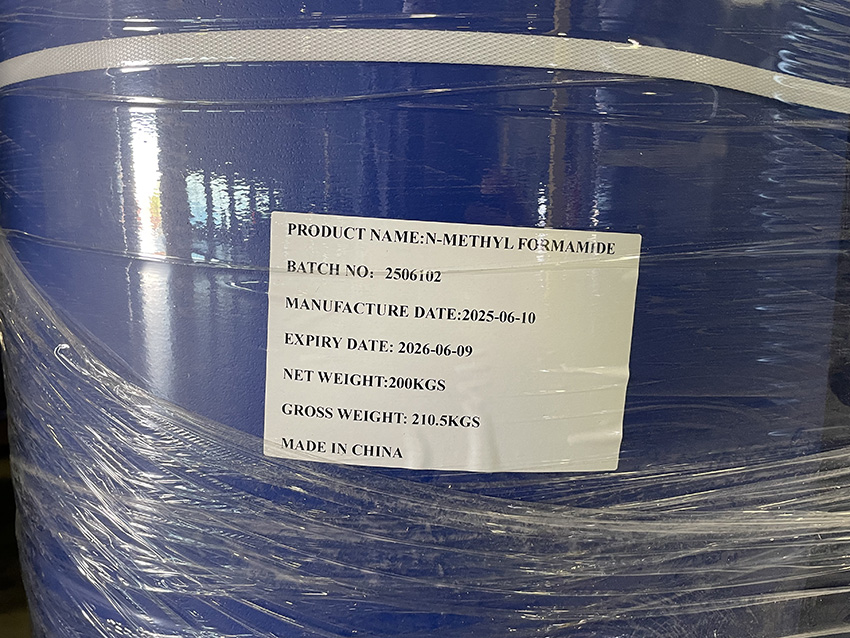 PRODUCT NAME:N-METHYL FORMAMIDE
BATCH NO: 2506102
MANUFACTURE DATE:2025-06-10
EXPIRY DATE: 2026-06-09
NET WEIGHT:200KGS
GROSS WEIGHT: 210.5KGS
MADE IN CHINA